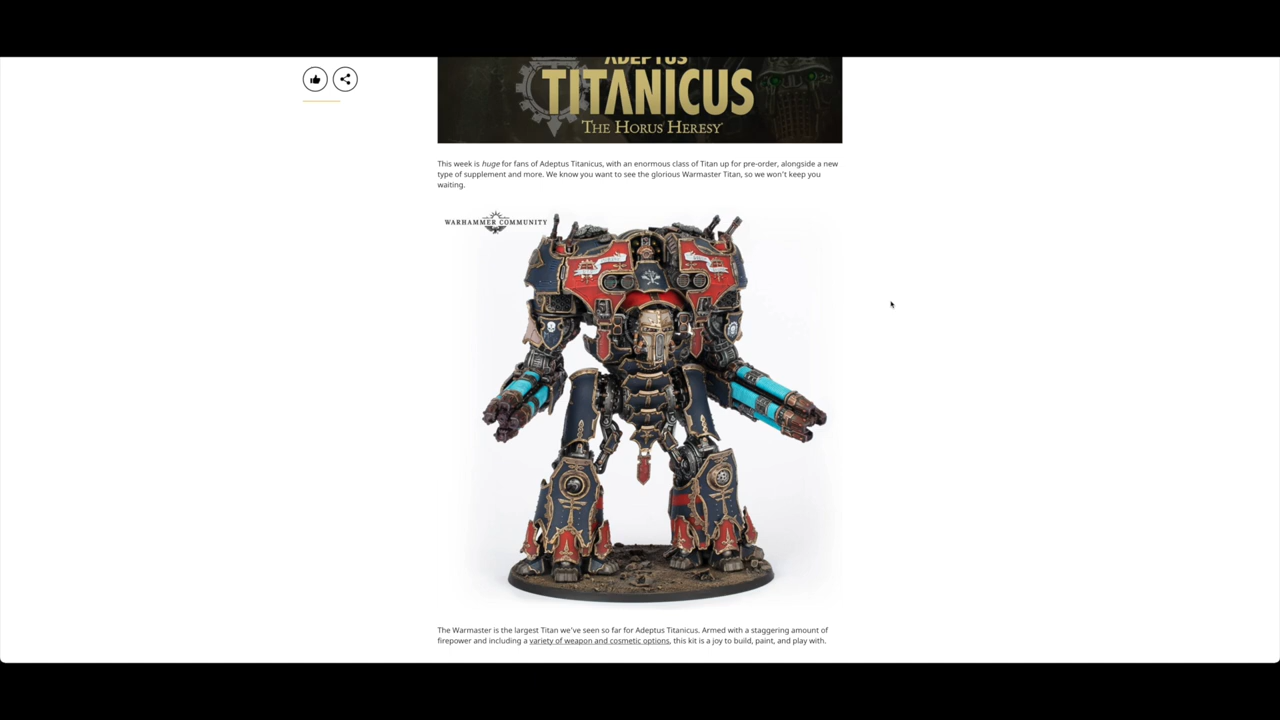 ADEPTUS
TITANICUS
THE HORUS HERESY
This week is huge for fans of Adeptus Titanicus, with an enormous class of Titan up for pre-order, alongside a new
type of supplement and more. We know you want to see the glorious Warmaster Titan, so we won't keep you
waiting.
WARHAMMER COMMUNITY
The Warmaster is the largest Titan we've seen so far for Adeptus Titanicus. Armed with a staggering amount of
firepower and including a variety of weapon and cosmetic options, this kit is a joy to build, paint, and play with.